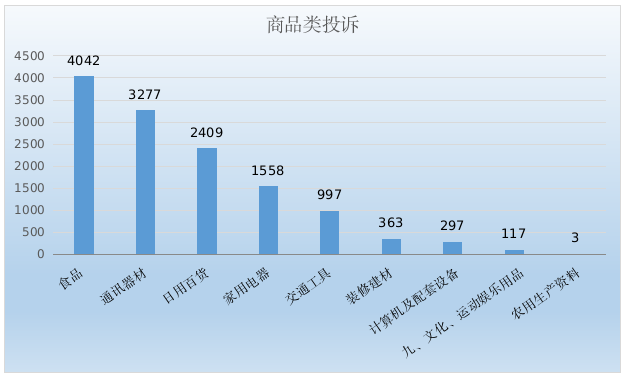 商品类投诉
4500
4000
3500
3000
2500
2000
1500
1000
500
0
4042
3277
2409
1558
997
363
297
117
3
食品
通讯器材
日用百货
家用电器
交通工具
装修建材
计算机及配套设备
九、文化、运动娱乐用品
农用生产资料